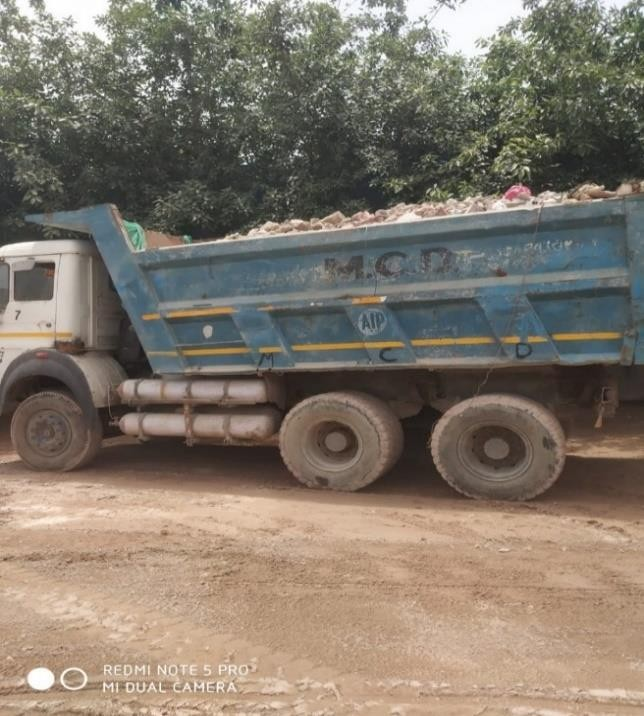 M.C.D.
AIP
7
M C D
REDMI NOTE 5 PRO
MI DUAL CAMERA